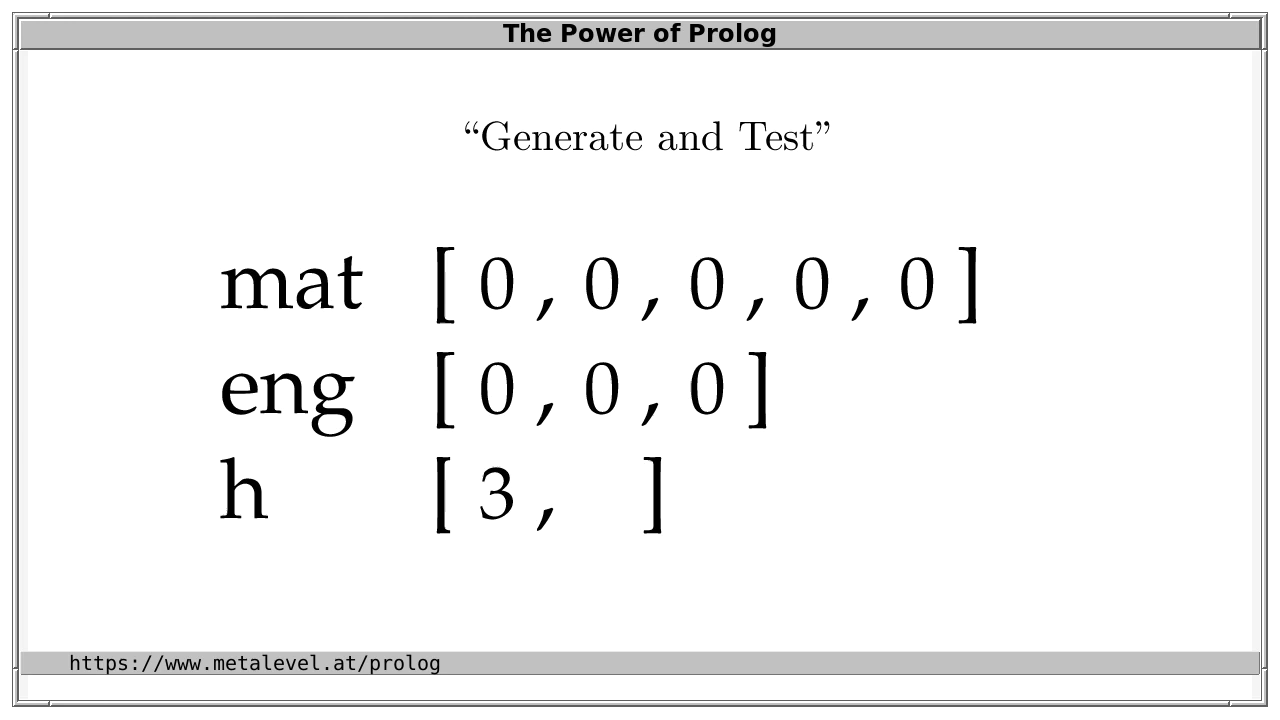 The Power of Prolog
“Generate and Test”
mat [ 0 , 0 , 0 , 0 , 0 ]
eng [ 0 , 0 , 0 ]
h [ 3 , ]
https://www.metalevel.at/prolog